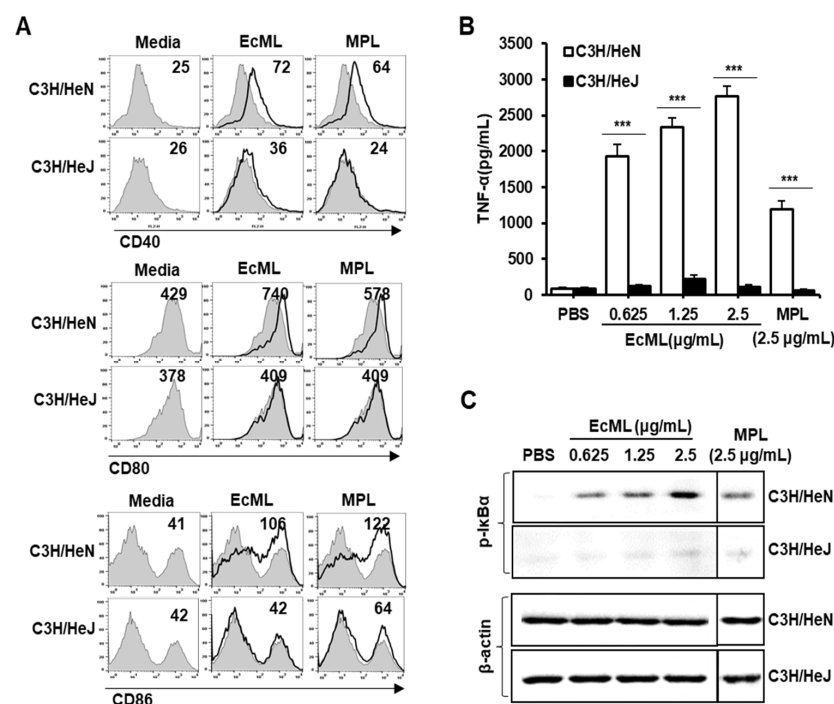 A
Media EcML MPL
C3H/HeN 25 72 64
C3H/HeJ 26 36 24
CD40
Media EcML MPL
C3H/HeN 429 740 578
C3H/HeJ 378 409 409
CD80
Media EcML MPL
C3H/HeN 41 106 122
C3H/HeJ 42 42 64
CD86
B
TNF-α(pg/mL)
3500
3000
2500
2000
1500
1000
500
0
C3H/HeN
C3H/HeJ
*** *** *** ***
PBS 0.625 1.25 2.5 MPL
EcML(μg/mL) (2.5 μg/mL)
C
EcML (μg/mL) MPL
PBS 0.625 1.25 2.5 (2.5 μg/mL)
p-IκBα
C3H/HeN
C3H/HeJ
β-actin
C3H/HeN
C3H/HeJ